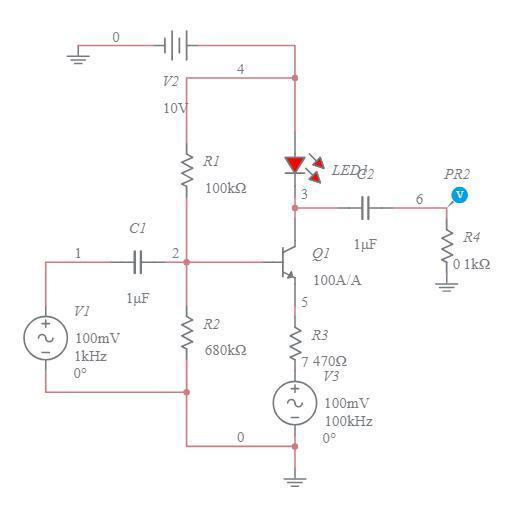 0
V2
10V
4
R1
100kΩ
LED1
3
C2
1μF
6
PR2
V
R4
0 1kΩ
C1
1μF
1
2
Q1
100A/A
5
V1
100mV
1kHz
0°
R2
680kΩ
R3
7 470Ω
V3
100mV
100kHz
0°
0